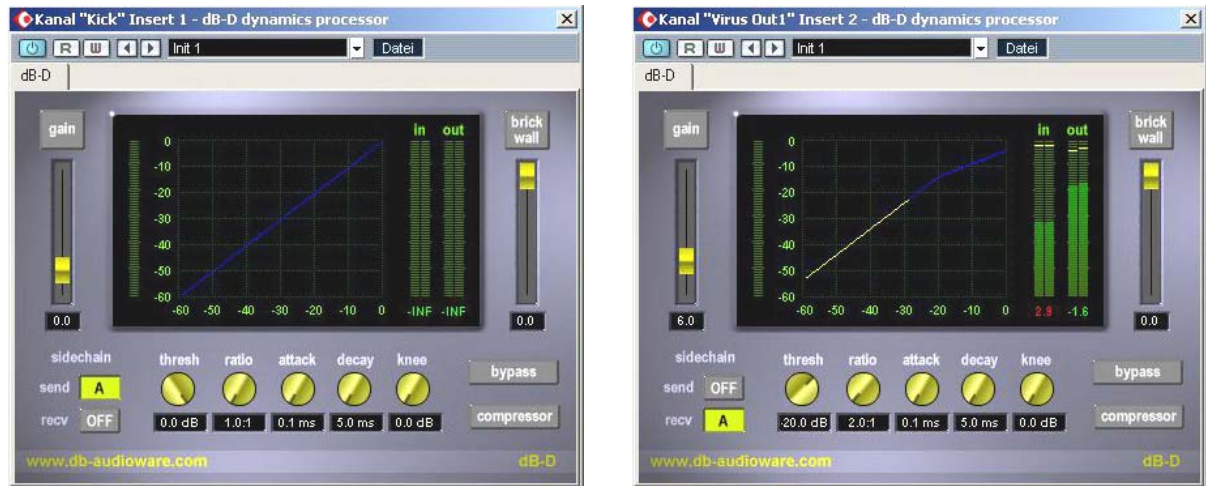 Kanal "Kick" Insert 1 - dB-D dynamics processor
R W Init 1 Datei
dB-D
gain in out brick wall
0
-10
-20
-30
-40
-50
-60
-60 -50 -40 -30 -20 -10 0 -INF -INF
0.0 0.0
sidechain thresh ratio attack decay knee
bypass
send A
recv OFF 0.0 dB 1.0:1 0.1 ms 5.0 ms 0.0 dB compressor
www.db-audioware.com dB-D
Kanal "Virus Out1" Insert 2 - dB-D dynamics processor
R W Init 1 Datei
dB-D
gain in out brick wall
0
-10
-20
-30
-40
-50
-60
-60 -50 -40 -30 -20 -10 0 2.9 -1.6
6.0 0.0
sidechain thresh ratio attack decay knee
bypass
send OFF
recv A -20.0 dB 2.0:1 0.1 ms 5.0 ms 0.0 dB compressor
www.db-audioware.com dB-D